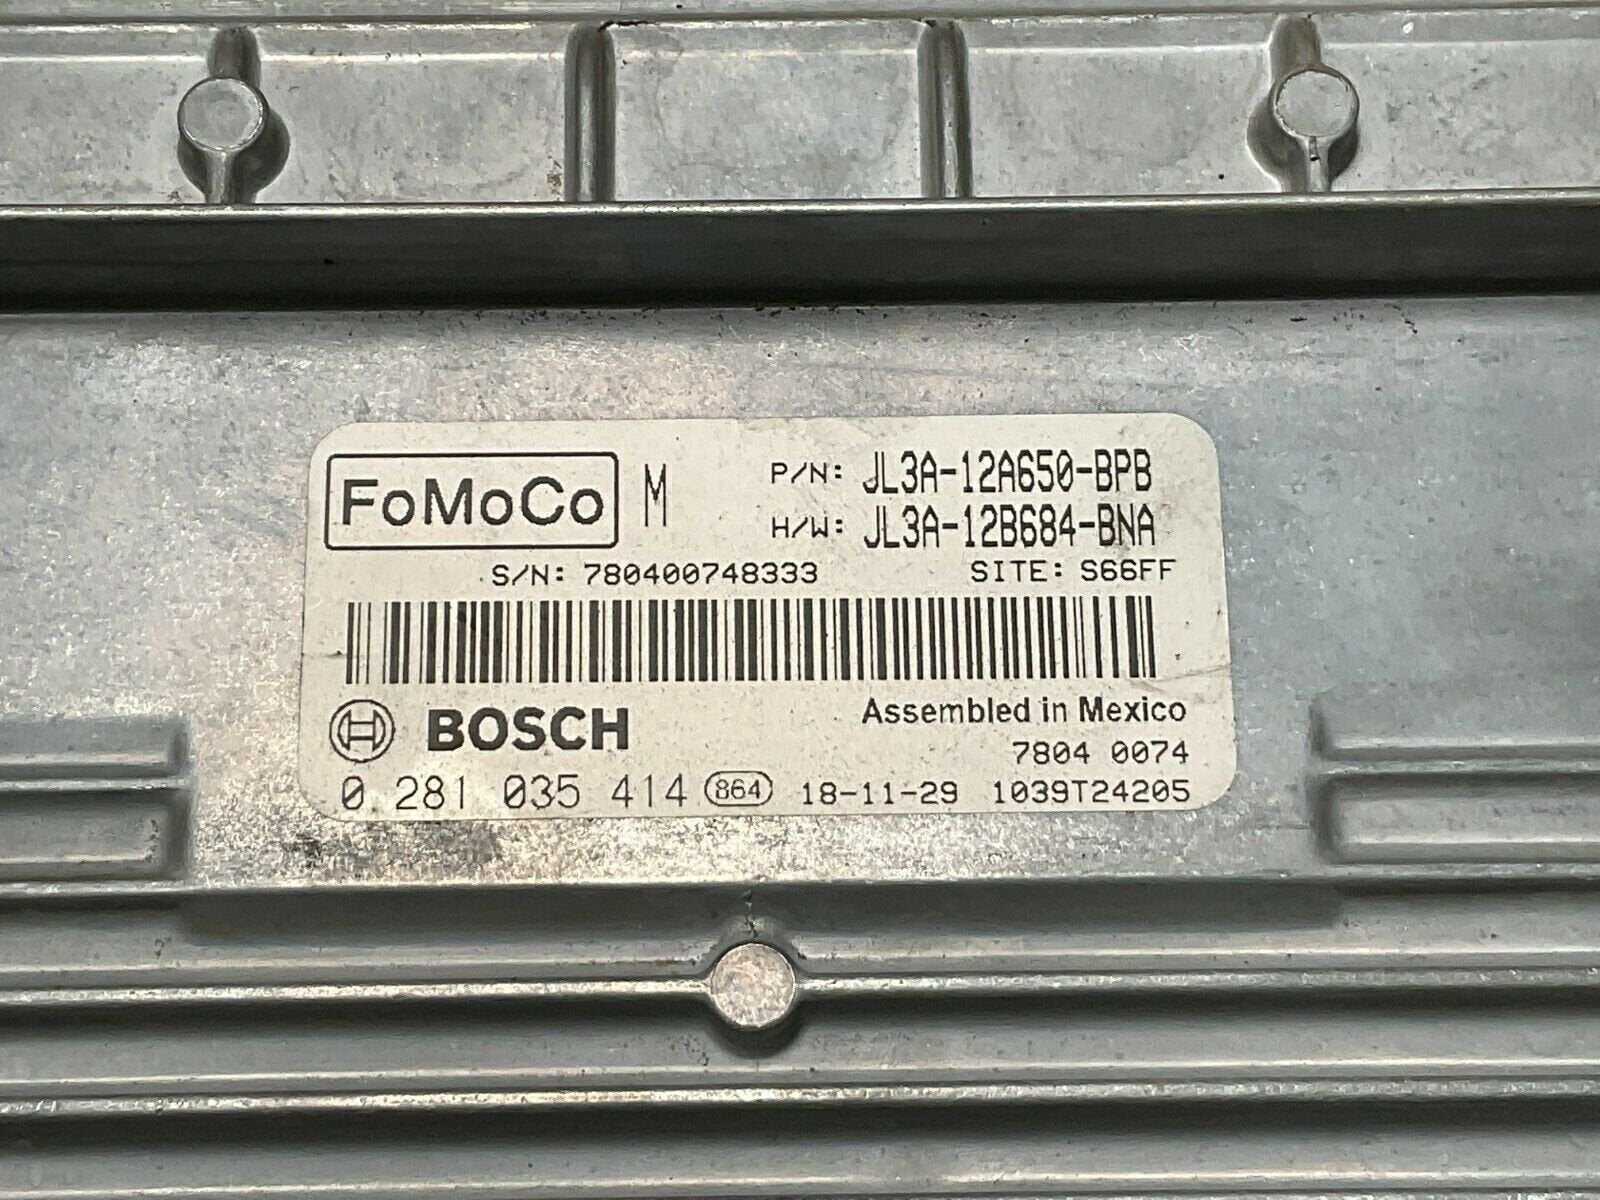 FoMoCo M P/N: JL3A-12A650-BPB
H/W: JL3A-12B684-BNA
S/N: 780400748333 SITE: S66FF
BOSCH Assembled in Mexico
7804 0074
0 281 035 414 864 18-11-29 1039T24205